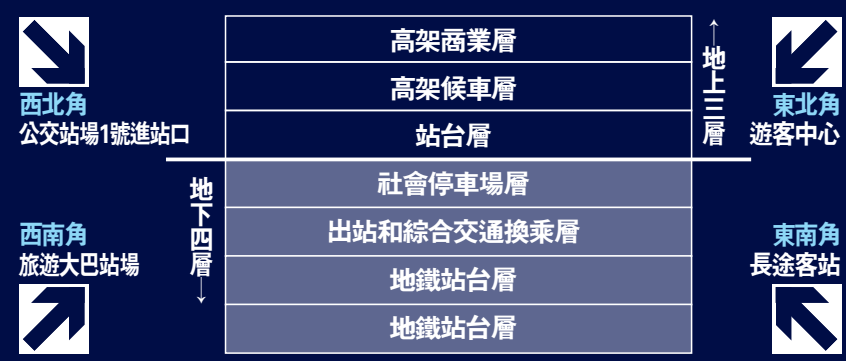 高架商業層
高架候車層
站台層
社會停車場層
出站和綜合交通換乘層
地鐵站台層
地鐵站台層
地上三層
地下四層
西北角
公交站場1號進站口
東北角
遊客中心
西南角
旅遊大巴站場
東南角
長途客站